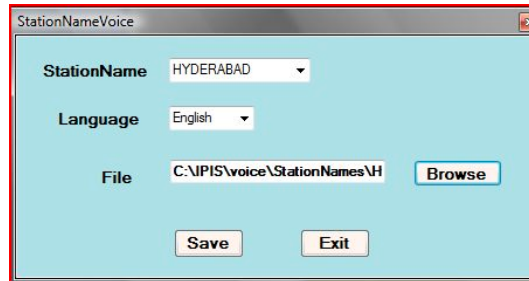 StationNameVoice
StationName HYDERABAD
Language English
File C:\IPIS\voice\StationNames\H Browse
Save Exit